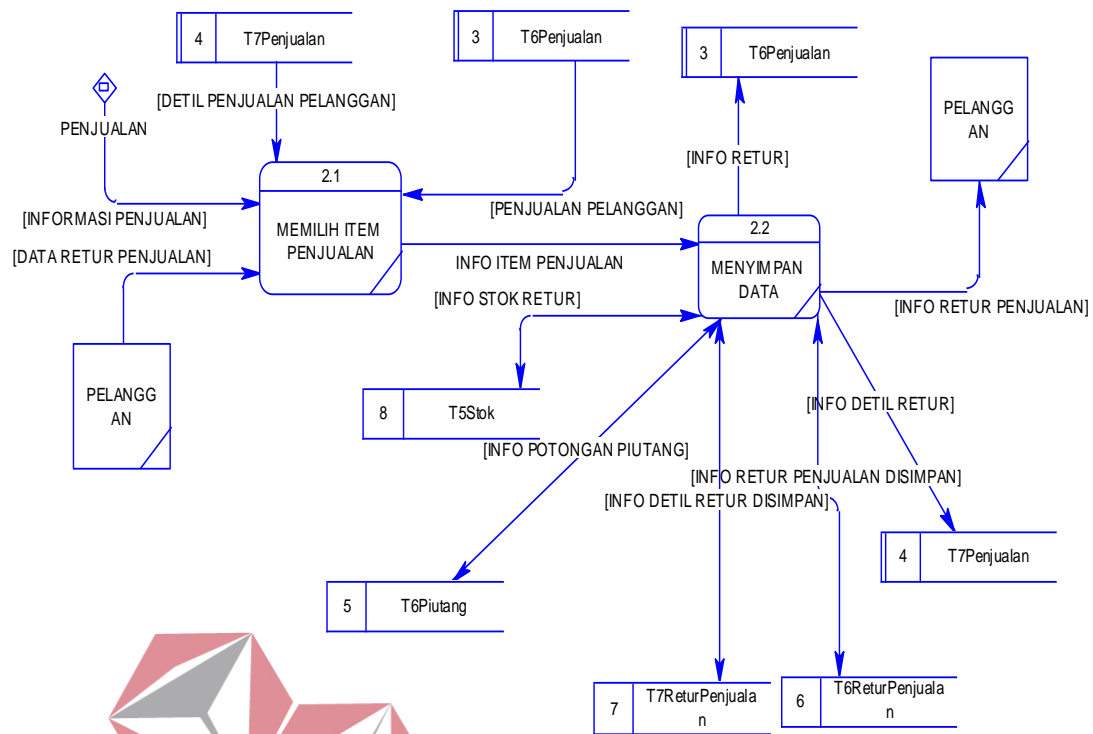 4 T7Penjualan
3 T6Penjualan
3 T6Penjualan
PELANGG
AN
[DETIL PENJUALAN PELANGGAN]
PENJUALAN
[INFO RETUR]
2.1
MEMILIH ITEM
PENJUALAN
[INFORMASI PENJUALAN]
[PENJUALAN PELANGGAN]
2.2
MENYIMPAN
DATA
[DATA RETUR PENJUALAN]
INFO ITEM PENJUALAN
[INFO STOK RETUR]
[INFO RETUR PENJUALAN]
PELANGG
AN
8 T5Stok
[INFO DETIL RETUR]
[INFO POTONGAN PIUTANG]
[INFO RETUR PENJUALAN DISIMPAN]
[INFO DETIL RETUR DISIMPAN]
4 T7Penjualan
5 T6Piutang
7 T7ReturPenjuala
n
6 T6ReturPenjuala
n